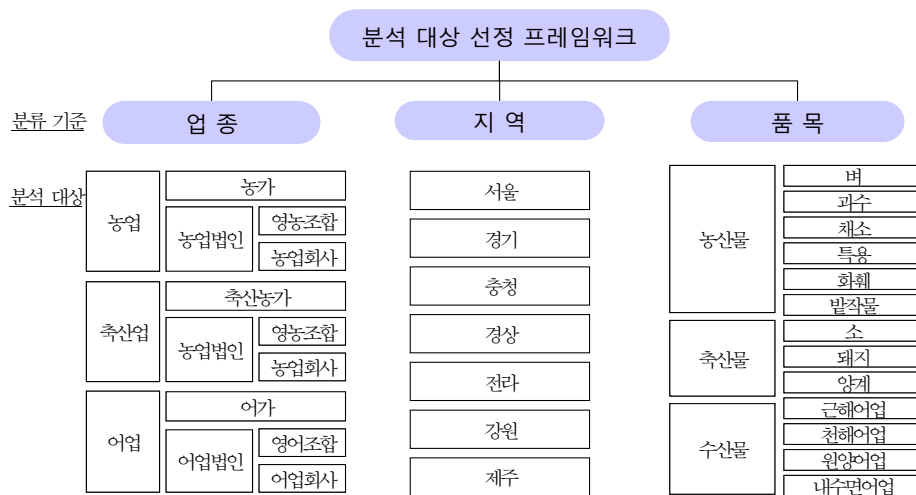 분석 대상 선정 프레임워크
분류 기준
업 종
지 역
품 목
분석 대상
농업
농가
농업법인
영농조합
농업회사
축산업
축산농가
농업법인
영농조합
농업회사
어업
어가
어업법인
영어조합
어업회사
서울
경기
충청
경상
전라
강원
제주
농산물
벼
과수
채소
특용
화훼
밭작물
축산물
소
돼지
양계
수산물
근해어업
천해어업
원양어업
내수면어업